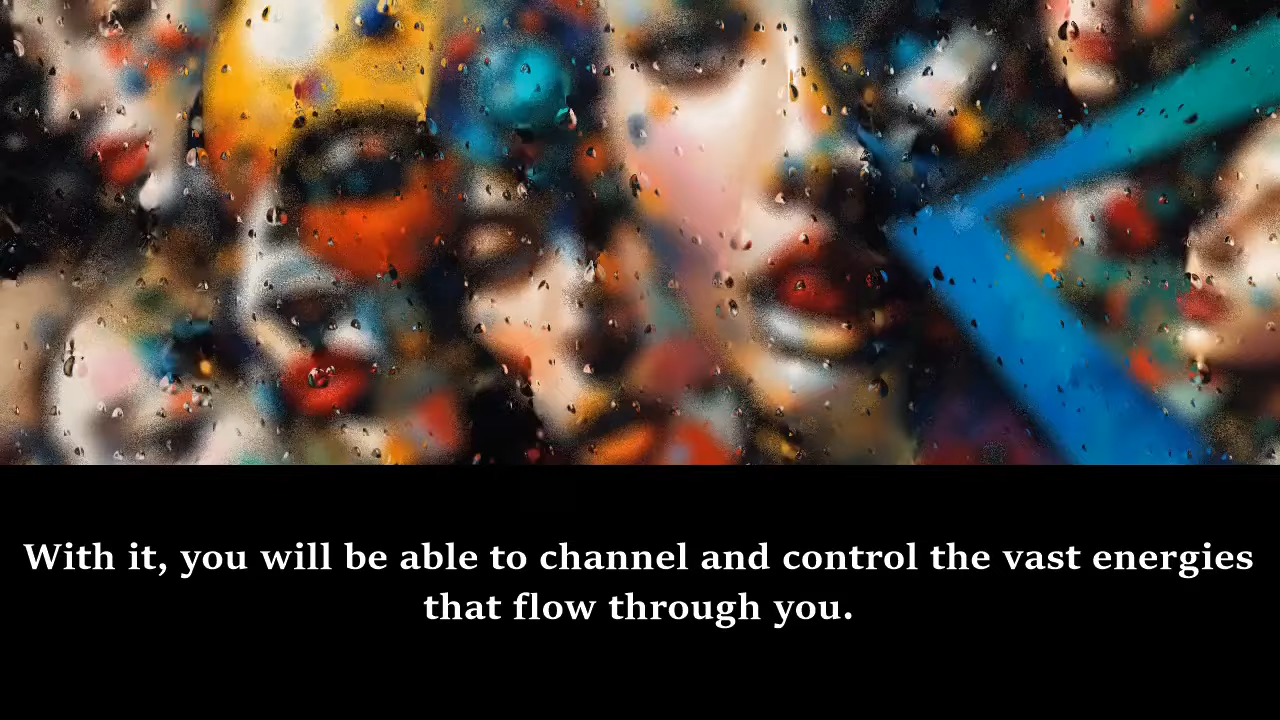 With it, you will be able to channel and control the vast energies
that flow through you.